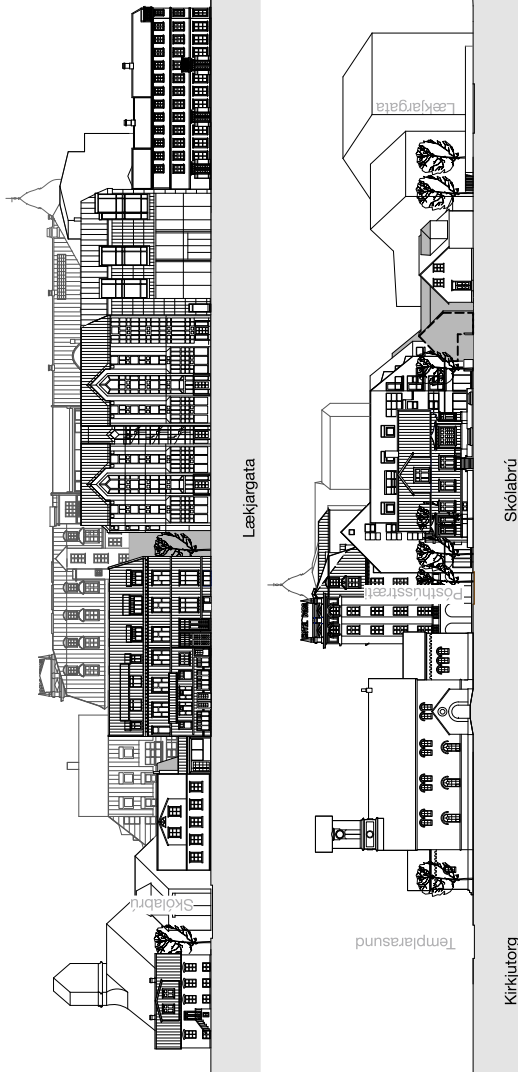 Lækjargata
Skólabrú
Lækjargata
Pósthússtræti
Templarasund
Kirkjutorg
Skólabrú